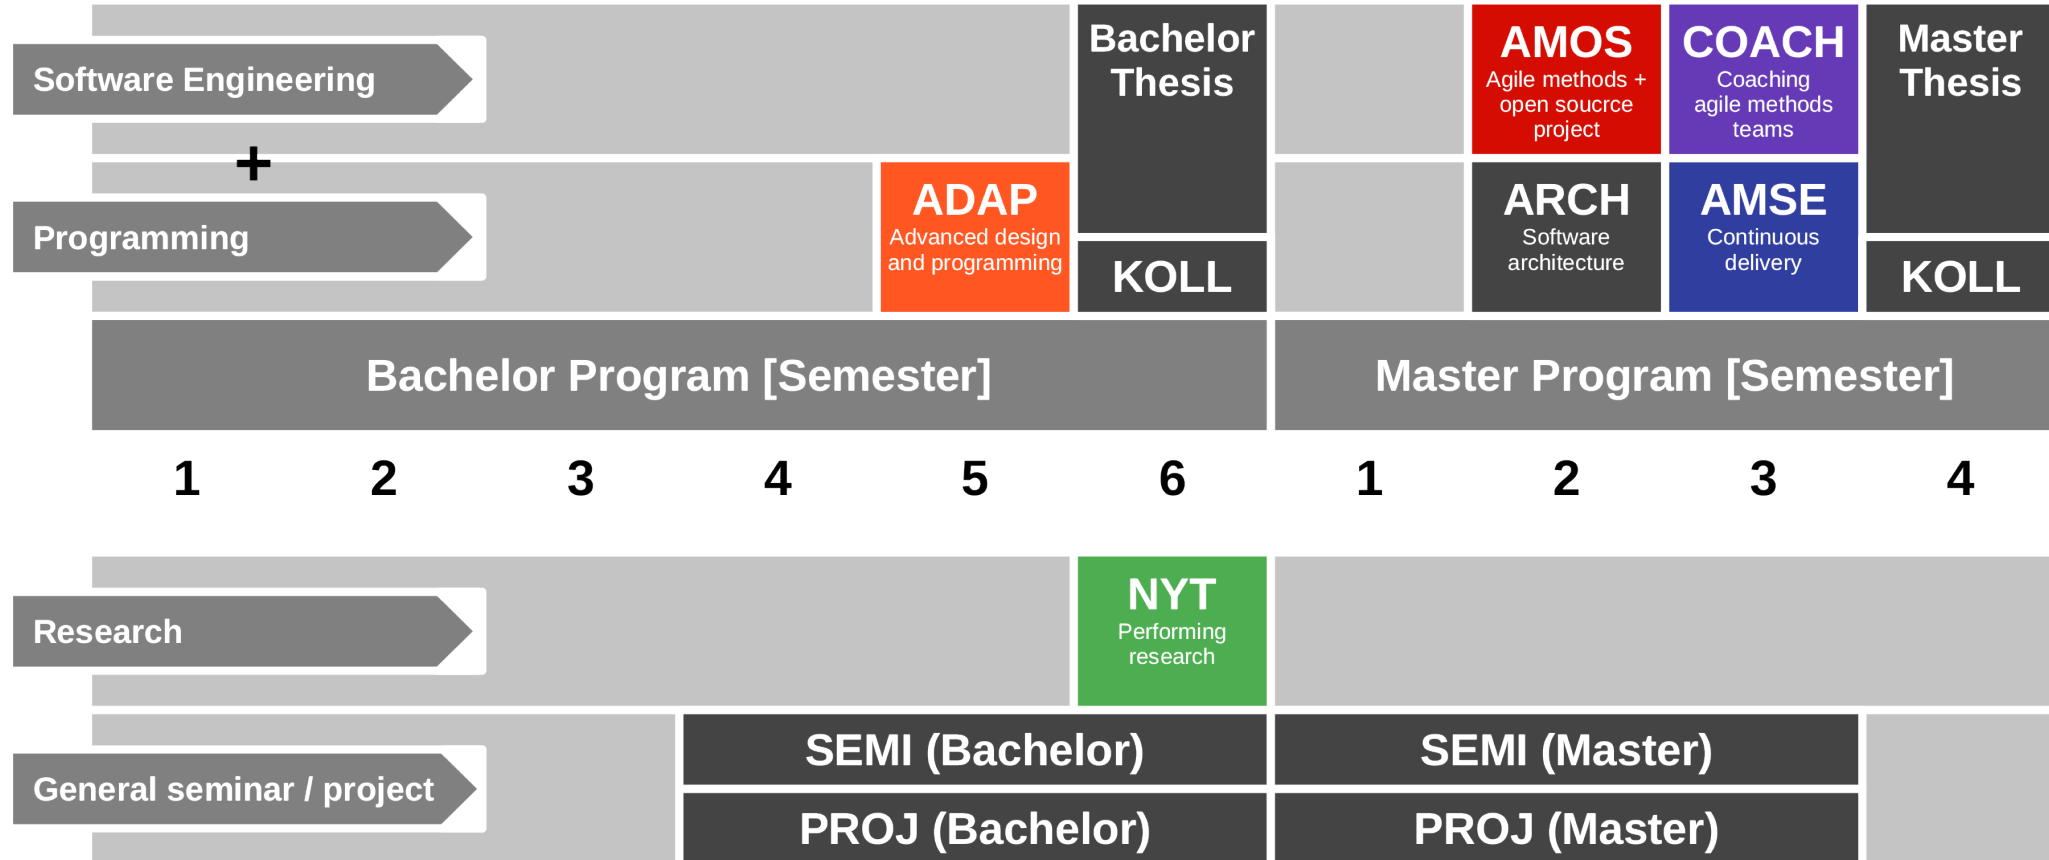 Bachelor
Thesis
AMOS
Agile methods +
open soucrce
project
COACH
Coaching
agile methods
teams
Master
Thesis
Software Engineering
+
ADAP
Advanced design
and programming
ARCH
Software
architecture
AMSE
Continuous
delivery
Programming
KOLL
KOLL
Bachelor Program [Semester]
Master Program [Semester]
1 2 3 4 5 6 1 2 3 4
NYT
Performing
research
Research
SEMI (Bachelor)
SEMI (Master)
General seminar / project
PROJ (Bachelor)
PROJ (Master)